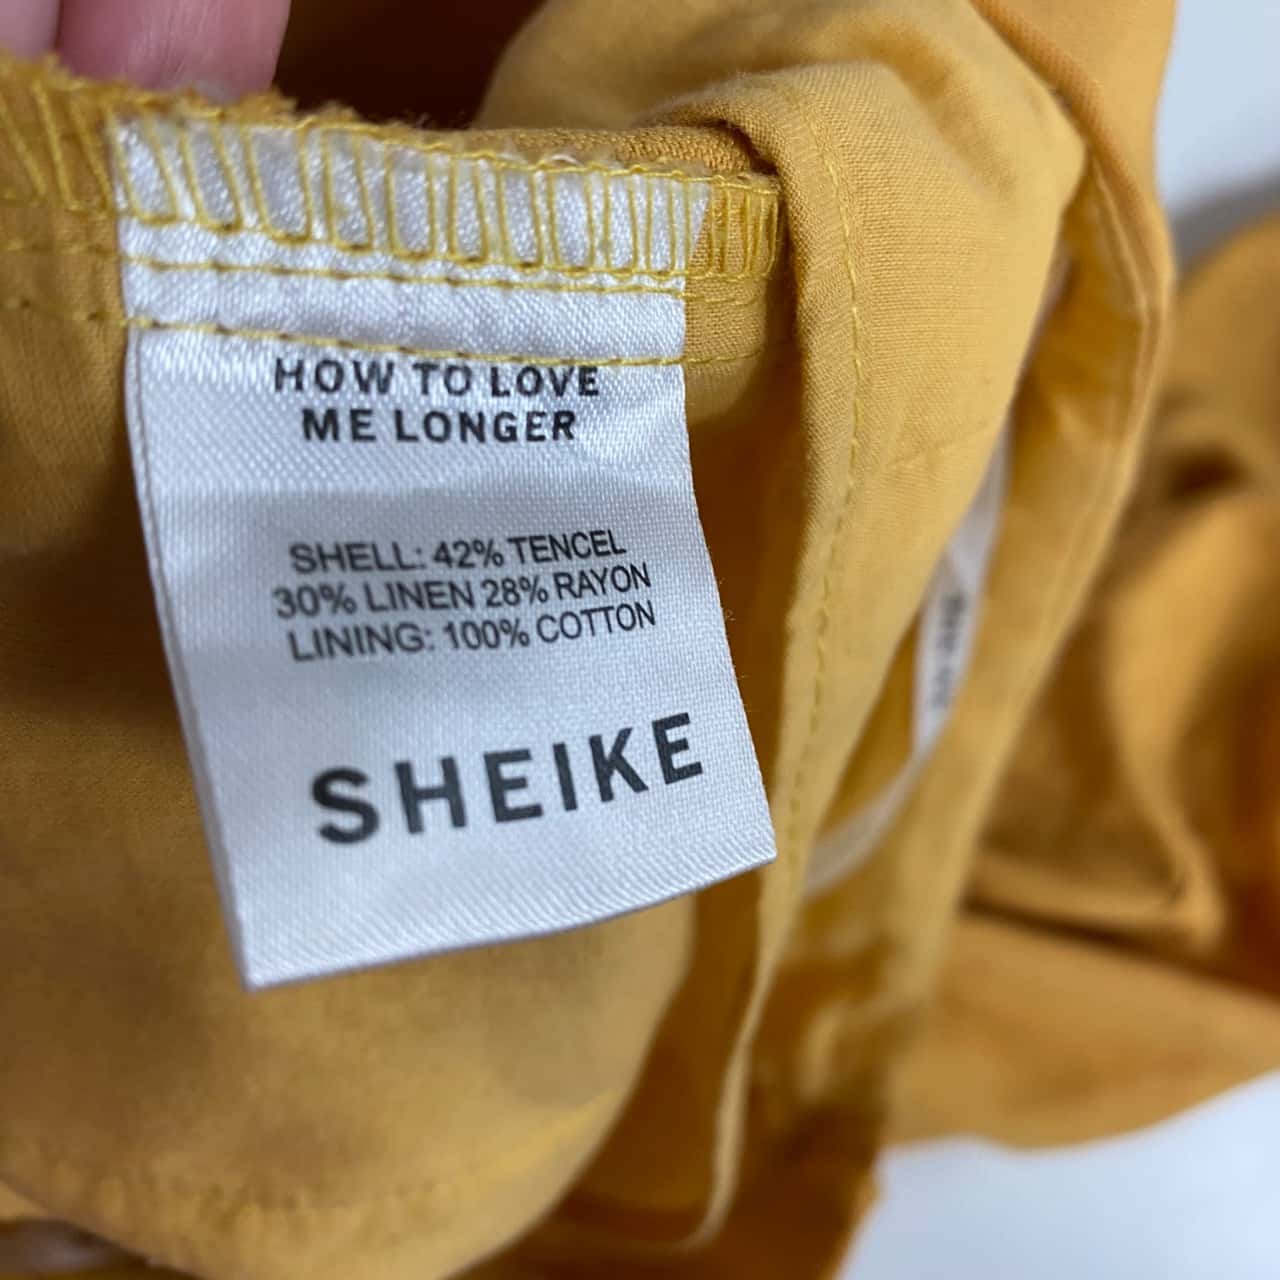 HOW TO LOVE
ME LONGER
SHELL: 42% TENCEL
30% LINEN 28% RAYON
LINING: 100% COTTON
SHEIKE